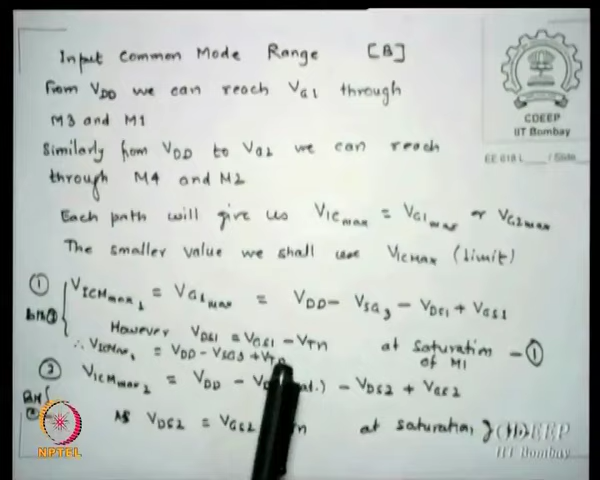 Input Common Mode Range [B]
From VDD we can reach VG1 through
M3 and M1
Similarly from VDD to VG2 we can reach
through M4 and M2
Each path will give us VICmax = VG1max or VG2max
The smaller value we shall use VICMAX (Limit)
① VICMmax1 = VG1max = VDD - VSG3 - VDS1 + VGS1
However VDS1 = VGS1 - VTn at saturation of M1 - ①
∴ VICMmax1 = VDD - VSG3 + VTn
② VICMmax2 = VDD - at.) - VDS2 + VGS2
As VDS2 = VGS2 at saturation
CDEEP
IIT Bombay
EE 618 L /Slide
NPTEL
CDEEP
IIT Bombay